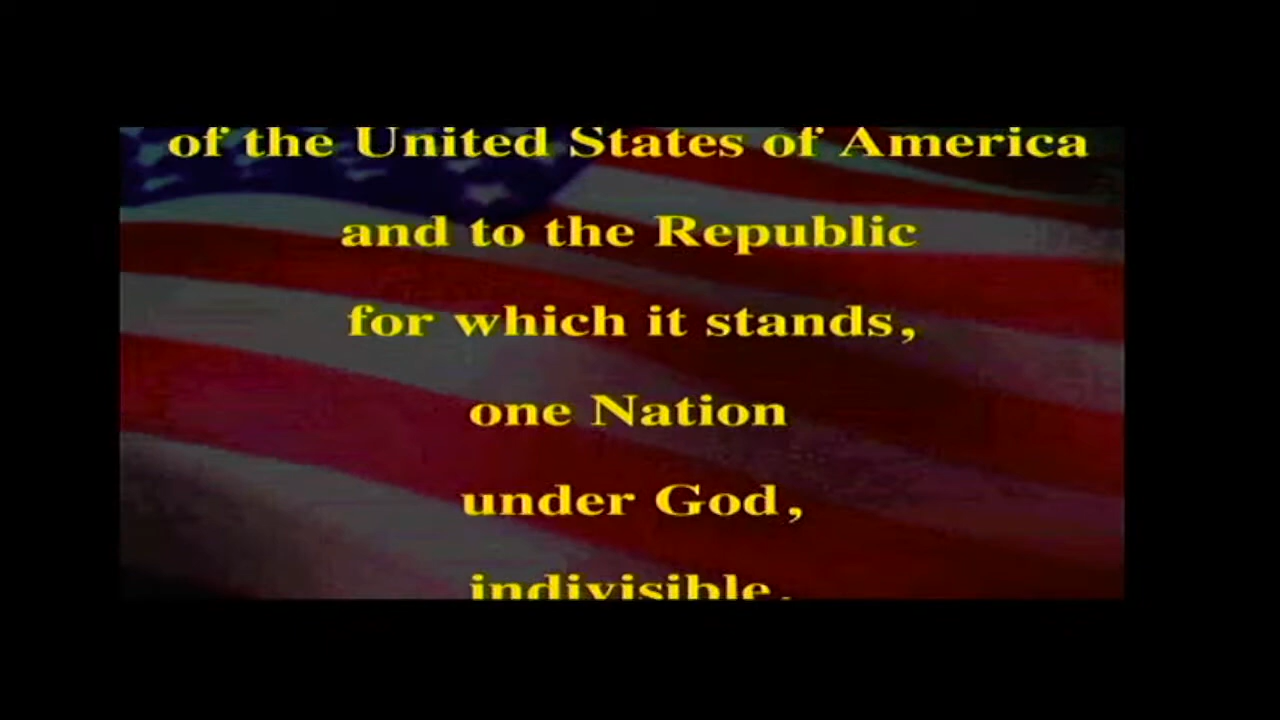 of the United States of America
and to the Republic
for which it stands,
one Nation
under God,
indivisible,